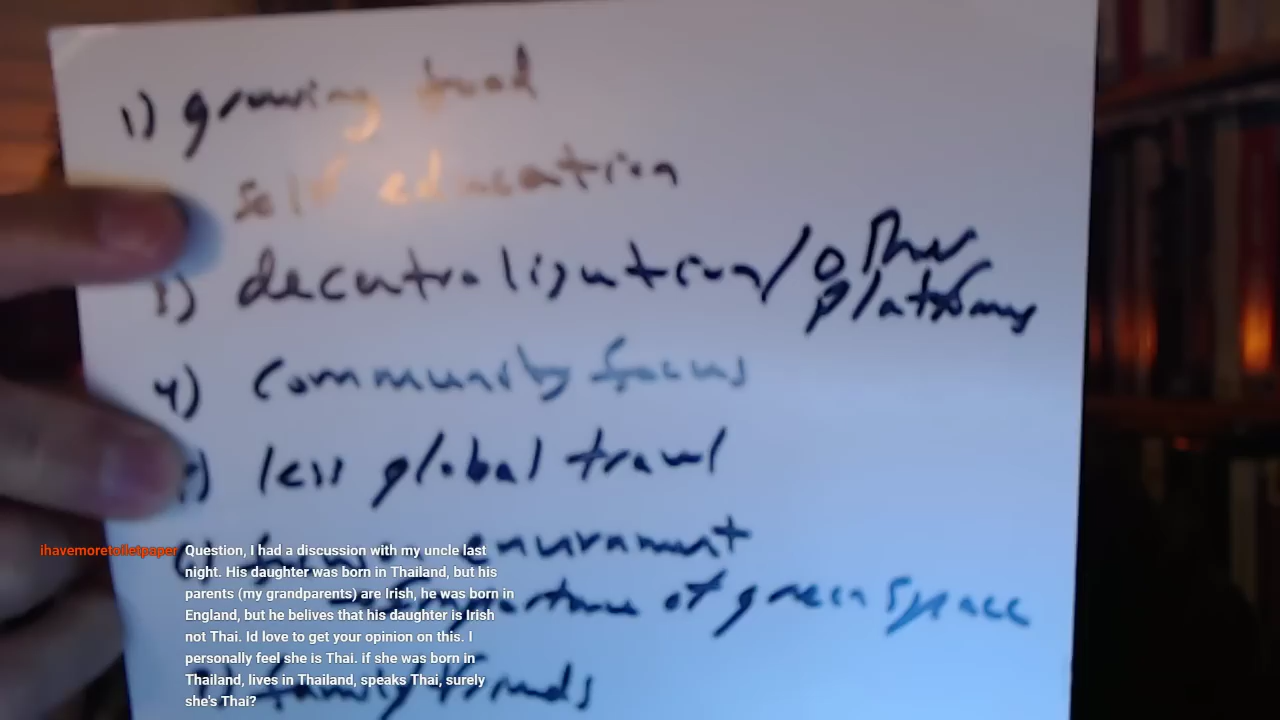 1) growing food
self education
3) decentralization/other
platforms
4) community focus
5) less global travel
environment
importance of green space
family/friends
ihavemoretoiletpaper Question, I had a discussion with my uncle last
night. His daughter was born in Thailand, but his
parents (my grandparents) are Irish, he was born in
England, but he belives that his daughter is Irish
not Thai. Id love to get your opinion on this. I
personally feel she is Thai. if she was born in
Thailand, lives in Thailand, speaks Thai, surely
she's Thai?